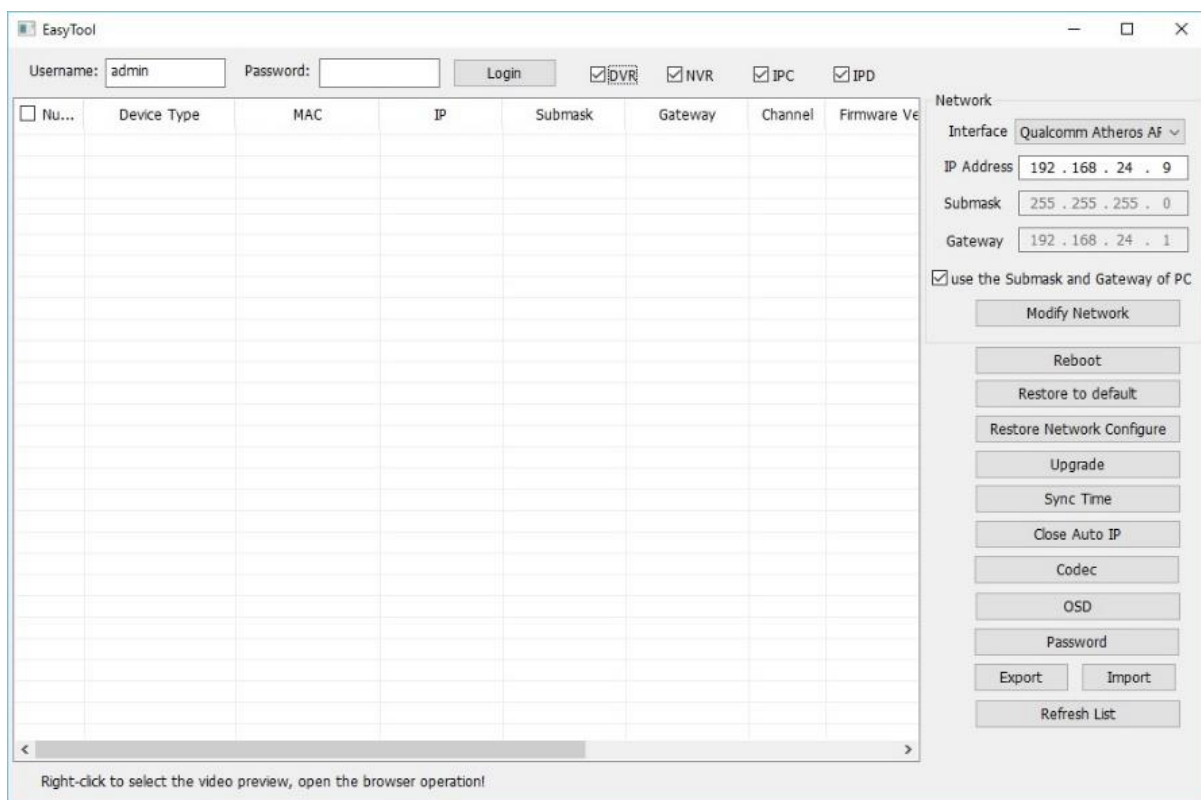 EasyTool
Username: admin Password: Login DVR NVR IPC IPD
Nu... Device Type MAC IP Submask Gateway Channel Firmware Ve
Network
Interface Qualcomm Atheros AF
IP Address 192 . 168 . 24 . 9
Submask 255 . 255 . 255 . 0
Gateway 192 . 168 . 24 . 1
use the Submask and Gateway of PC
Modify Network
Reboot
Restore to default
Restore Network Configure
Upgrade
Sync Time
Close Auto IP
Codec
OSD
Password
Export Import
Refresh List
Right-click to select the video preview, open the browser operation!